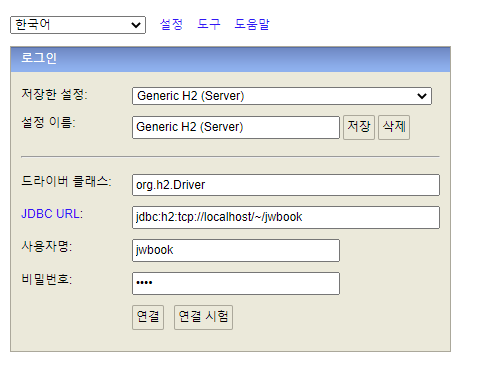 한국어 설정 도구 도움말
로그인
저장한 설정: Generic H2 (Server)
설정 이름: Generic H2 (Server) 저장 삭제
드라이버 클래스: org.h2.Driver
JDBC URL: jdbc:h2:tcp://localhost/~/jwbook
사용자명: jwbook
비밀번호: ••••
연결 연결 시험